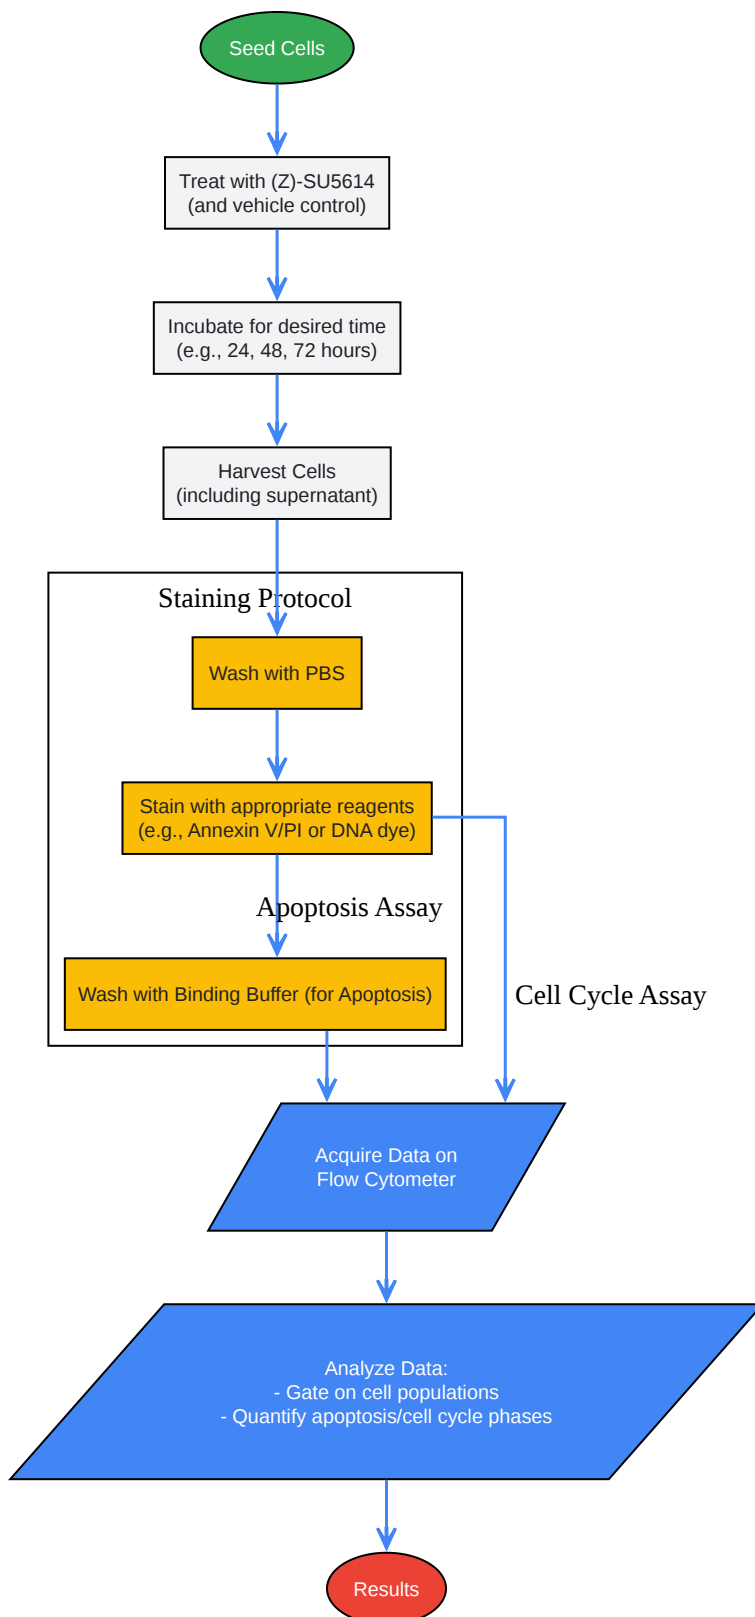 Seed Cells
Treat with (Z)-SU5614
(and vehicle control)
Incubate for desired time
(e.g., 24, 48, 72 hours)
Harvest Cells
(including supernatant)
Staining Protocol
Wash with PBS
Stain with appropriate reagents
(e.g., Annexin V/PI or DNA dye)
Apoptosis Assay
Wash with Binding Buffer (for Apoptosis)
Cell Cycle Assay
Acquire Data on
Flow Cytometer
Analyze Data:
- Gate on cell populations
- Quantify apoptosis/cell cycle phases
Results